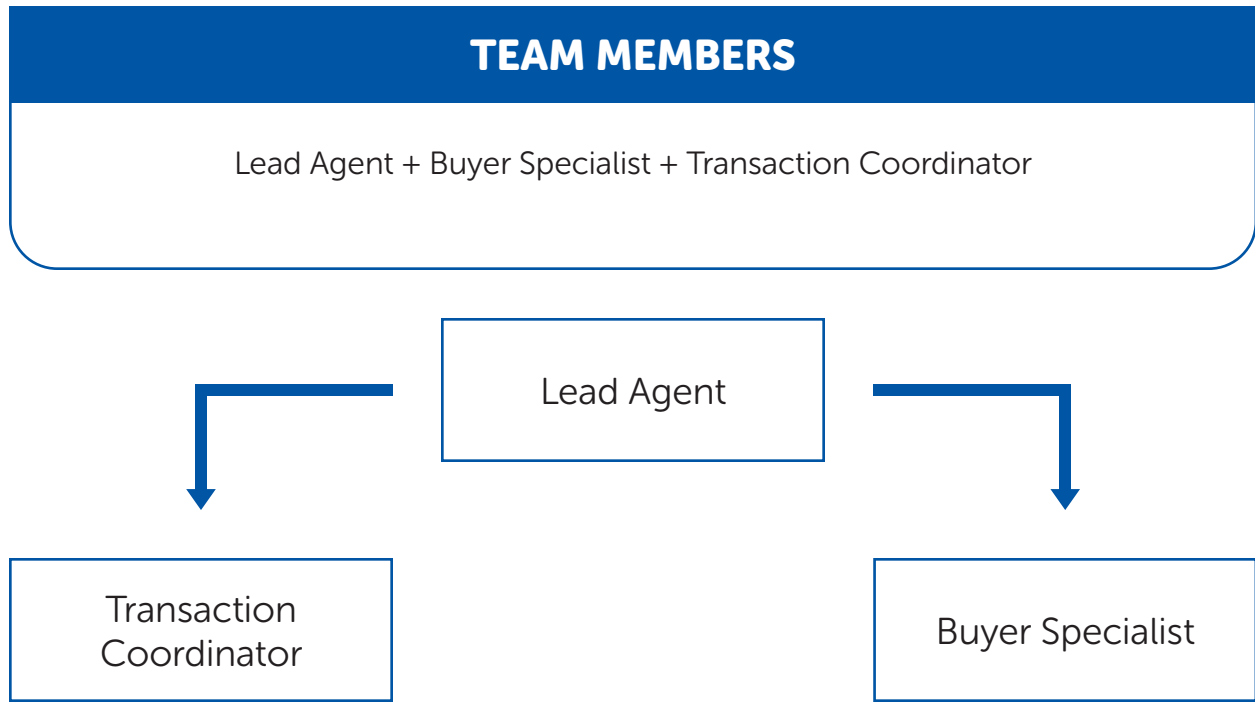 TEAM MEMBERS
Lead Agent + Buyer Specialist + Transaction Coordinator
Lead Agent
Transaction
Coordinator
Buyer Specialist